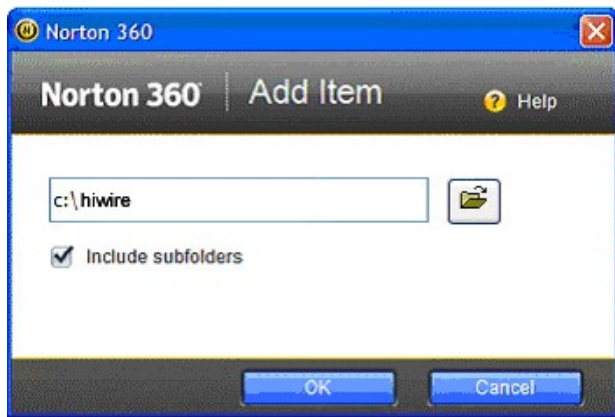 Norton 360
Norton 360 Add Item Help
c:\hiwire
Include subfolders
OK Cancel